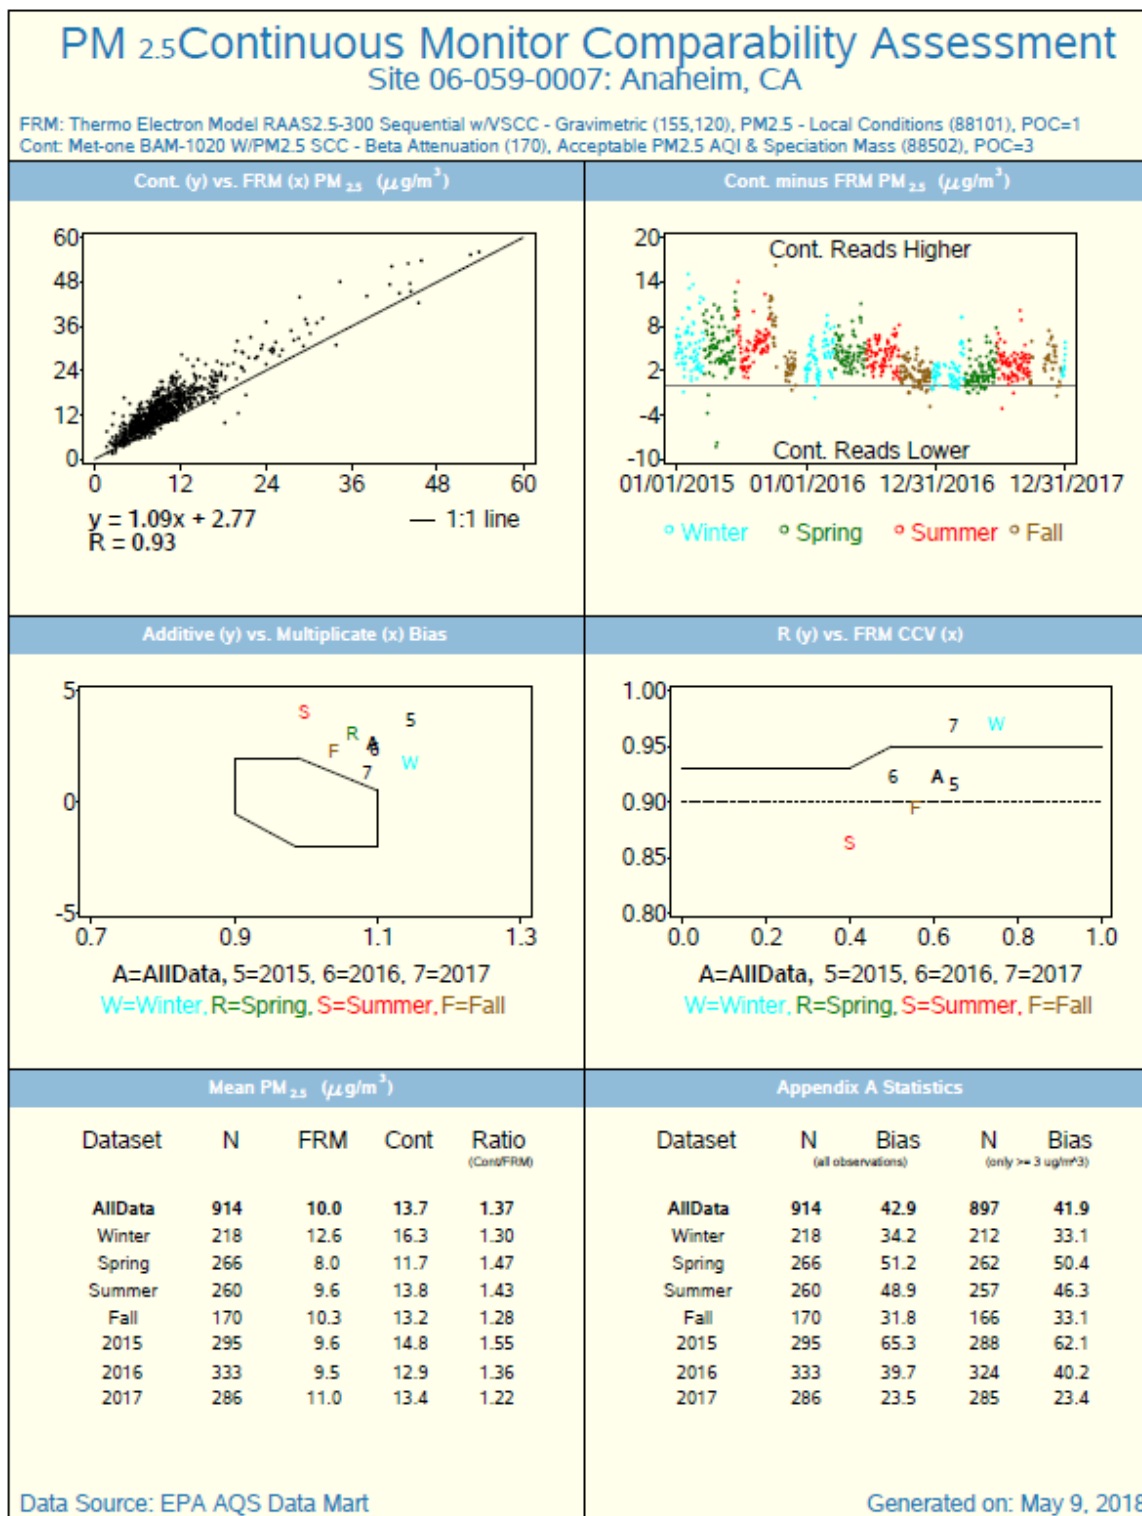 PM 2.5 Continuous Monitor Comparability Assessment
Site 06-059-0007: Anaheim, CA
FRM: Thermo Electron Model RAAS2.5-300 Sequential w/VSCC - Gravimetric (155,120), PM2.5 - Local Conditions (88101), POC=1
Cont: Met-one BAM-1020 W/PM2.5 SCC - Beta Attenuation (170), Acceptable PM2.5 AQI & Speciation Mass (88502), POC=3
Cont. (y) vs. FRM (x) PM 2.5 (μg/m³)
60
48
36
24
12
0
0 12 24 36 48 60
y = 1.09x + 2.77
R = 0.93
1:1 line
Cont. minus FRM PM 2.5 (μg/m³)
20
14
8
2
-4
-10
Cont. Reads Higher
Cont. Reads Lower
01/01/2015 01/01/2016 12/31/2016 12/31/2017
Winter Spring Summer Fall
Additive (y) vs. Multiplicate (x) Bias
5
0
-5
S
5
R
A
6
F
W
7
0.7 0.9 1.1 1.3
A=AllData, 5=2015, 6=2016, 7=2017
W=Winter, R=Spring, S=Summer, F=Fall
R (y) vs. FRM CCV (x)
1.00
0.95
0.90
0.85
0.80
7 W
6 A 5
F
S
0.0 0.2 0.4 0.6 0.8 1.0
A=AllData, 5=2015, 6=2016, 7=2017
W=Winter, R=Spring, S=Summer, F=Fall
Mean PM 2.5 (μg/m³)
Dataset N FRM Cont Ratio
(Cont/FRM)
AllData 914 10.0 13.7 1.37
Winter 218 12.6 16.3 1.30
Spring 266 8.0 11.7 1.47
Summer 260 9.6 13.8 1.43
Fall 170 10.3 13.2 1.28
2015 295 9.6 14.8 1.55
2016 333 9.5 12.9 1.36
2017 286 11.0 13.4 1.22
Appendix A Statistics
Dataset N Bias N Bias
(all observations) (only >= 3 ug/m^3)
AllData 914 42.9 897 41.9
Winter 218 34.2 212 33.1
Spring 266 51.2 262 50.4
Summer 260 48.9 257 46.3
Fall 170 31.8 166 33.1
2015 295 65.3 288 62.1
2016 333 39.7 324 40.2
2017 286 23.5 285 23.4
Data Source: EPA AQS Data Mart
Generated on: May 9, 2018